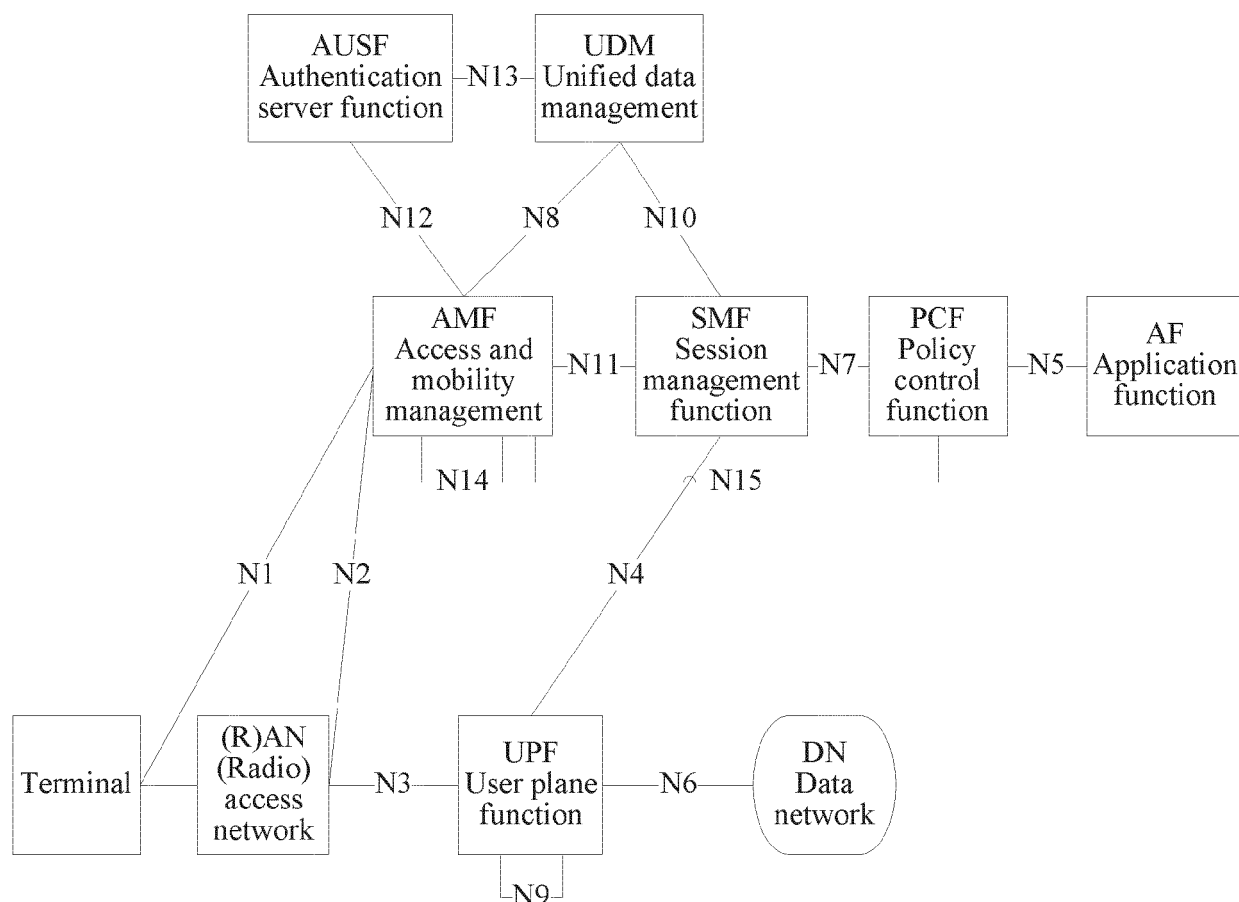 AUSF
Authentication
server function
N13
UDM
Unified data
management
N12
N8
N10
AMF
Access and
mobility
management
N11
SMF
Session
management
function
N7
PCF
Policy
control
function
N5
AF
Application
function
N14
N15
N1
N2
N4
Terminal
(R)AN
(Radio)
access
network
N3
UPF
User plane
function
N6
DN
Data
network
N9